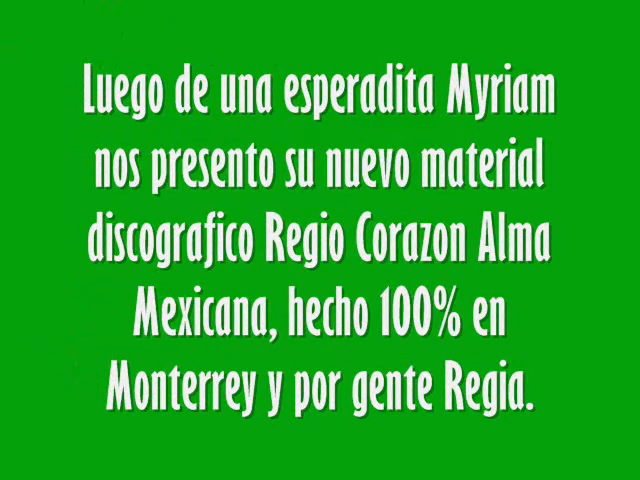 Luego de una esperadita Myriam
nos presento su nuevo material
discografico Regio Corazon Alma
Mexicana, hecho 100% en
Monterrey y por gente Regia.